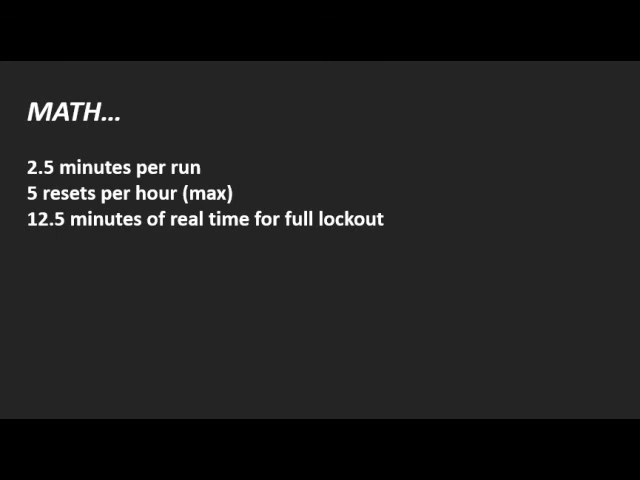 MATH...
2.5 minutes per run
5 resets per hour (max)
12.5 minutes of real time for full lockout